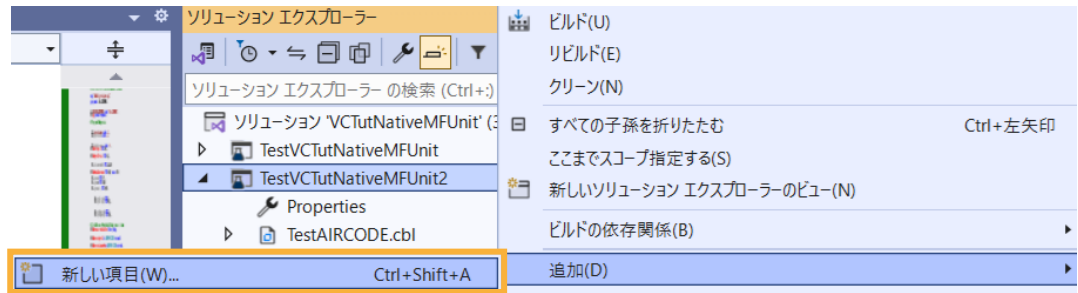 ソリューション エクスプローラー
ソリューション エクスプローラー の検索 (Ctrl+:)
ソリューション 'VCTutNativeMFUnit' (3
TestVCTutNativeMFUnit
TestVCTutNativeMFUnit2
Properties
TestAIRCODE.cbl
新しい項目(W)... Ctrl+Shift+A
ビルド(U)
リビルド(E)
クリーン(N)
すべての子孫を折りたたむ Ctrl+左矢印
ここまでスコープ指定する(S)
新しいソリューション エクスプローラーのビュー(N)
ビルドの依存関係(B)
追加(D)